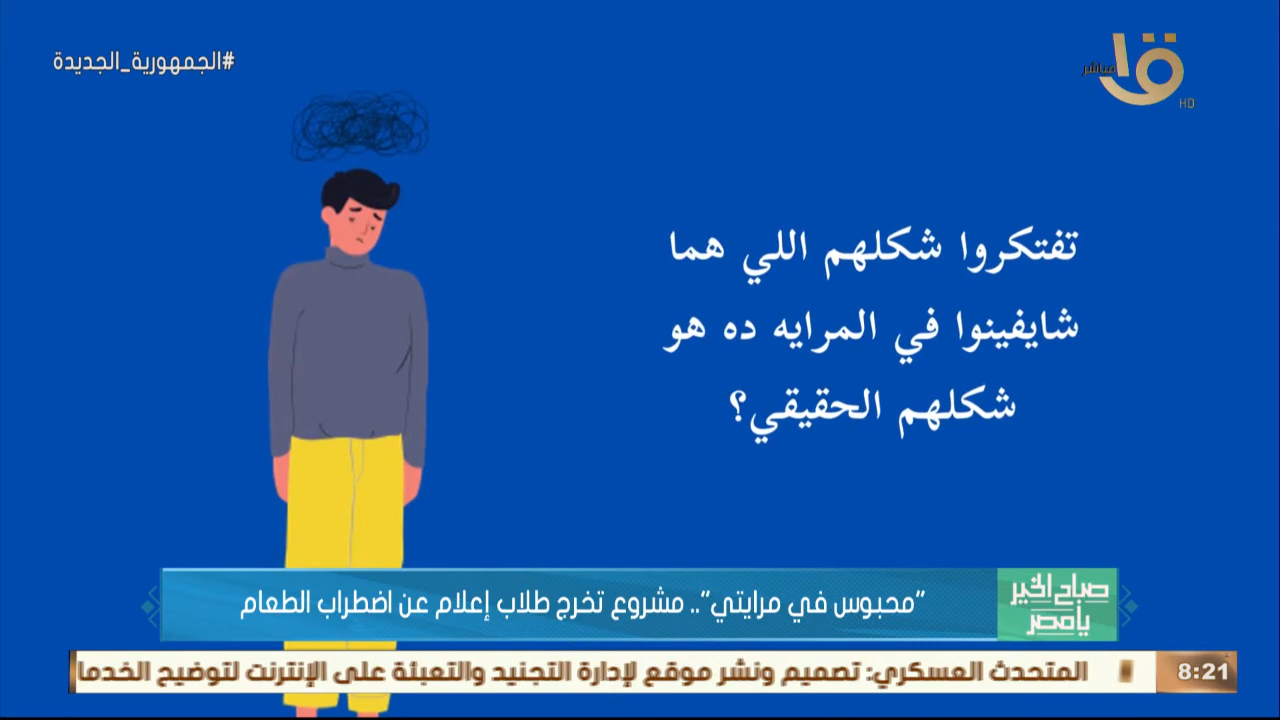 #الجمهورية_الجديدة
مباشر
HD
تفتكروا شكلهم اللي هما
شايفينوا في المرايه ده هو
شكلهم الحقيقي؟
صباح الخير
يا مصر
"محبوس في مرايتي".. مشروع تخرج طلاب إعلام عن اضطراب الطعام
8:21
المتحدث العسكري: تصميم ونشر موقع لإدارة التجنيد والتعبئة على الإنترنت لتوضيح الخدما